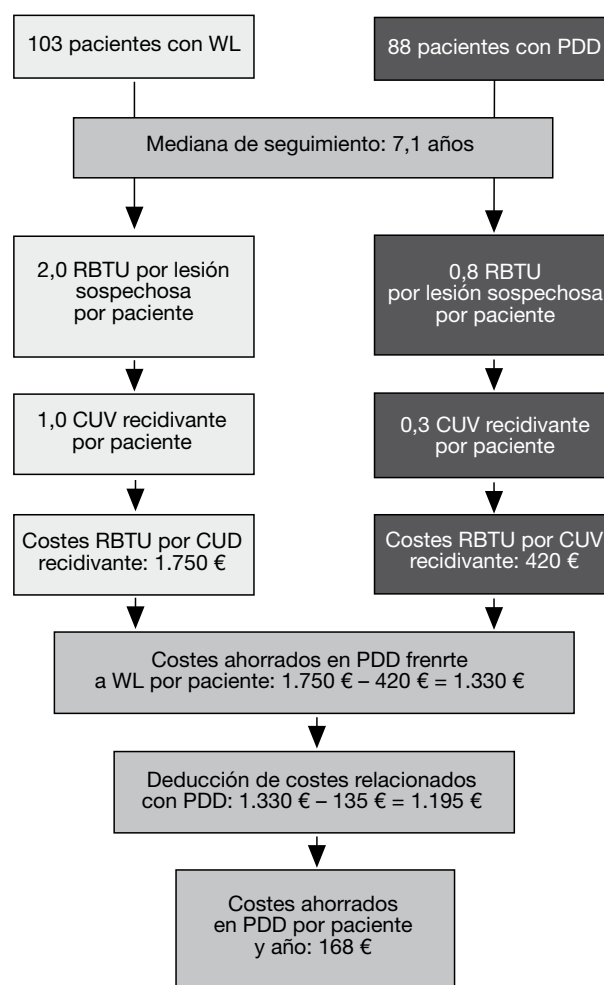 103 pacientes con WL
88 pacientes con PDD
Mediana de seguimiento: 7,1 años
2,0 RBTU por lesión
sospechosa
por paciente
0,8 RBTU
por lesión sospechosa
por paciente
1,0 CUV recidivante
por paciente
0,3 CUV recidivante
por paciente
Costes RBTU por CUD
recidivante: 1.750 €
Costes RBTU por CUV
recidivante: 420 €
Costes ahorrados en PDD frenrte
a WL por paciente: 1.750 € – 420 € = 1.330 €
Deducción de costes relacionados
con PDD: 1.330 € – 135 € = 1.195 €
Costes ahorrados
en PDD por paciente
y año: 168 €